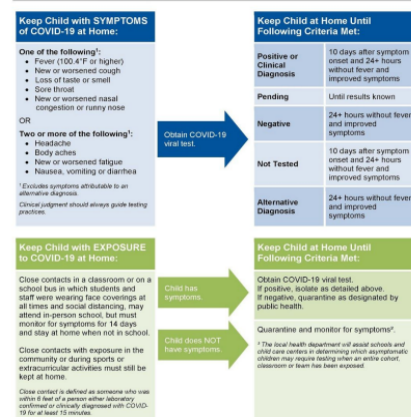 Keep Child with SYMPTOMS
of COVID-19 at Home:
One of the following¹:
• Fever (100.4°F or higher)
• New or worsened cough
• Loss of taste or smell
• Sore throat
• New or worsened nasal
congestion or runny nose
OR
Two or more of the following¹:
• Headache
• Body aches
• New or worsened fatigue
• Nausea, vomiting or diarrhea
¹ Excludes symptoms attributable to an
alternative diagnosis.
Clinical judgment should always guide testing
practices.
Obtain COVID-19
viral test.
Keep Child at Home Until
Following Criteria Met:
Positive or
Clinical
Diagnosis
10 days after symptom
onset and 24+ hours
without fever and
improved symptoms
Pending
Until results known
Negative
24+ hours without fever
and improved
symptoms
Not Tested
10 days after symptom
onset and 24+ hours
without fever and
improved symptoms
Alternative
Diagnosis
24+ hours without fever
and improved
symptoms
Keep Child with EXPOSURE
to COVID-19 at Home:
Close contacts in a classroom or on a
school bus in which students and
staff were wearing face coverings at
all times and social distancing, may
attend in-person school, but must
monitor for symptoms for 14 days
and stay at home when not in school.
Close contacts with exposure in the
community or during sports or
extracurricular activities must still be
kept at home.
Close contact is defined as someone who was
within 6 feet of a person either laboratory
confirmed or clinically diagnosed with COVID-
19 for at least 15 minutes.
Child has
symptoms.
Child does NOT
have symptoms.
Keep Child at Home Until
Following Criteria Met:
Obtain COVID-19 viral test.
If positive, isolate as detailed above.
If negative, quarantine as designated by
public health.
Quarantine and monitor for symptoms².
² The local health department will assist schools and
child care centers in determining which asymptomatic
children may require testing when an entire cohort,
classroom or team has been exposed.